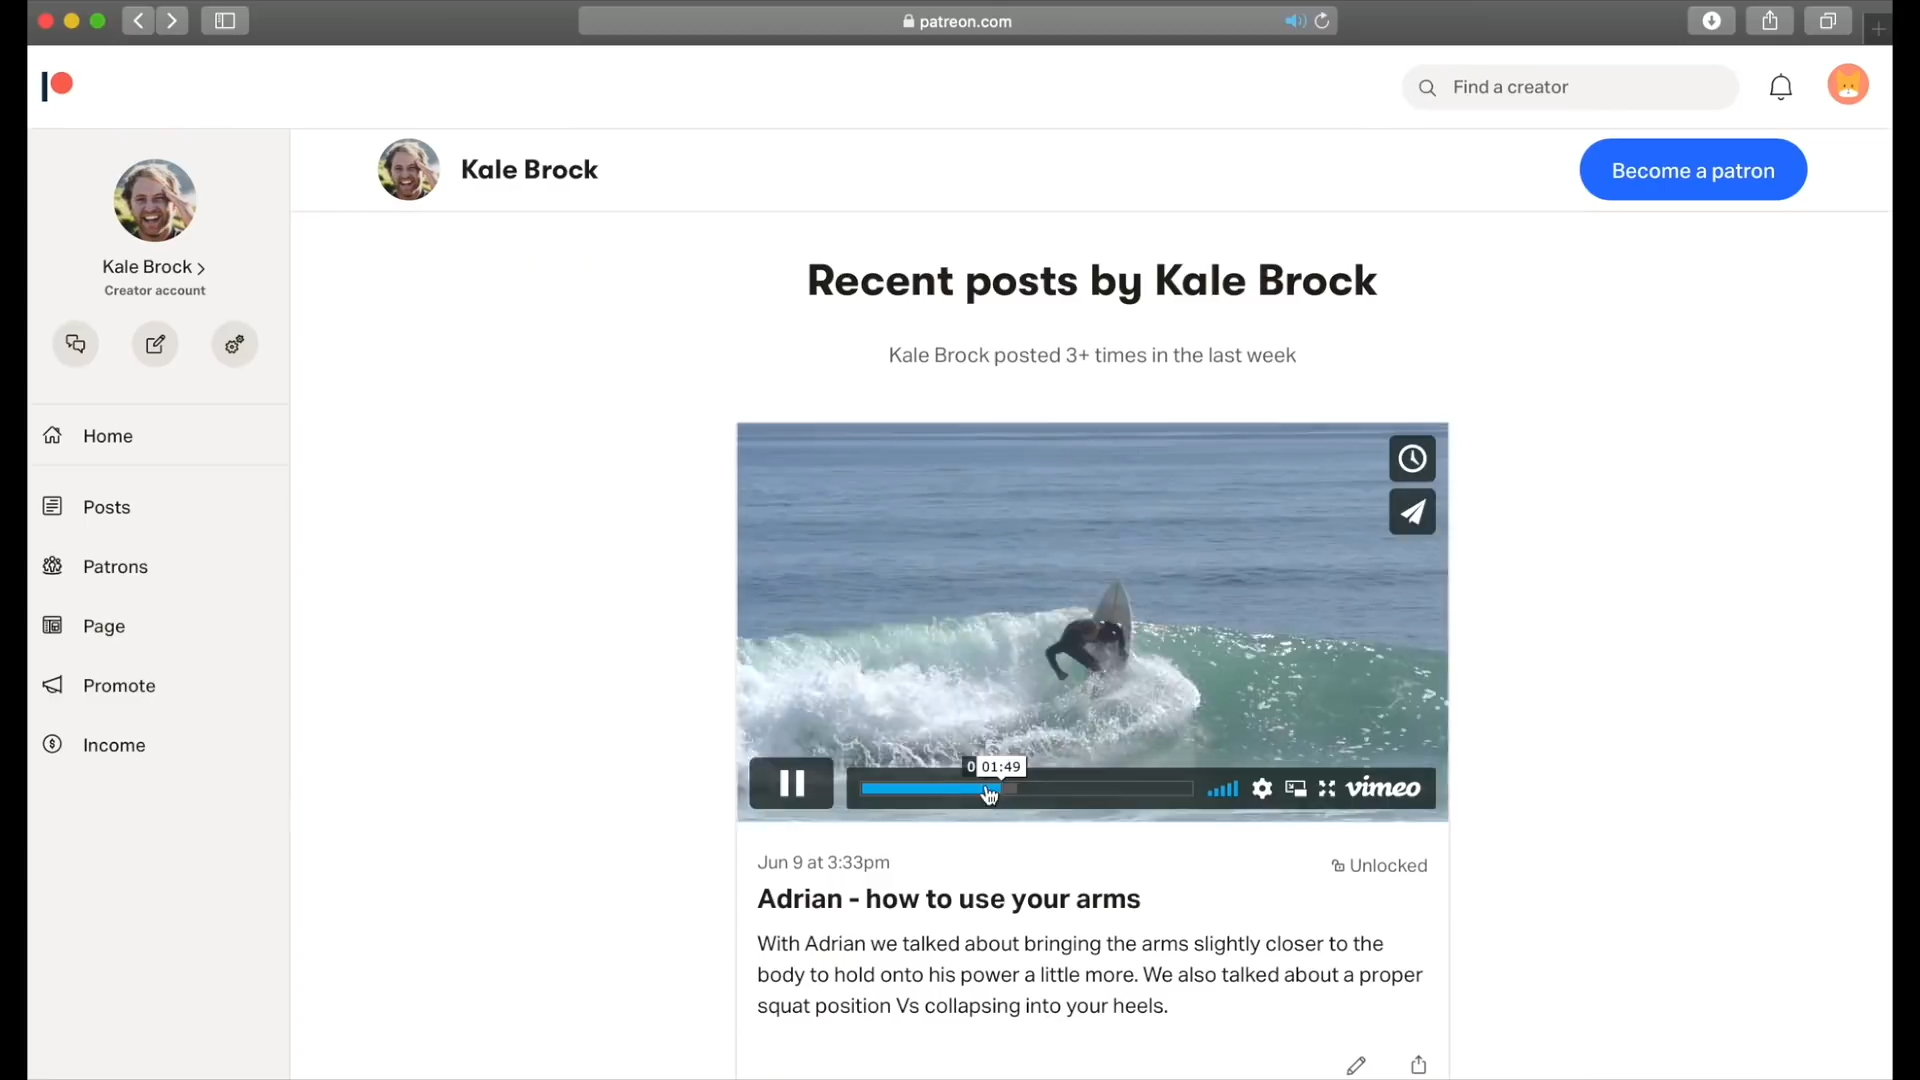 patreon.com
Find a creator
Kale Brock
Become a patron
Kale Brock
Creator account
Home
Posts
Patrons
Page
Promote
Income
Recent posts by Kale Brock
Kale Brock posted 3+ times in the last week
01:49
vimeo
Jun 9 at 3:33pm
Unlocked
Adrian - how to use your arms
With Adrian we talked about bringing the arms slightly closer to the
body to hold onto his power a little more. We also talked about a proper
squat position Vs collapsing into your heels.